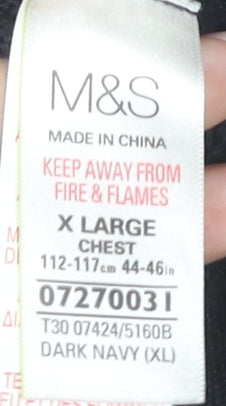 M&S
MADE IN CHINA
KEEP AWAY FROM
FIRE & FLAMES
X LARGE
CHEST
112-117cm 44-46in
07270031
T30 07424/5160B
DARK NAVY (XL)